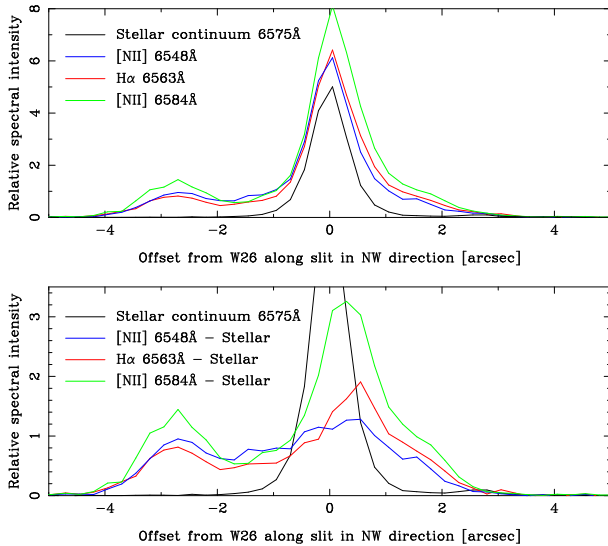 8
6
4
2
0
Relative spectral intensity
Stellar continuum 6575Å
[NII] 6548Å
Hα 6563Å
[NII] 6584Å
−4 −2 0 2 4
Offset from W26 along slit in NW direction [arcsec]
3
2
1
0
Relative spectral intensity
Stellar continuum 6575Å
[NII] 6548Å − Stellar
Hα 6563Å − Stellar
[NII] 6584Å − Stellar
−4 −2 0 2 4
Offset from W26 along slit in NW direction [arcsec]